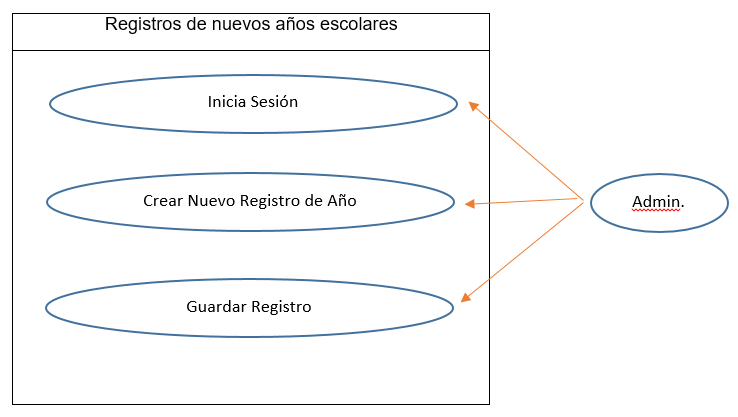 Registros de nuevos años escolares
Inicia Sesión
Crear Nuevo Registro de Año
Admin.
Guardar Registro